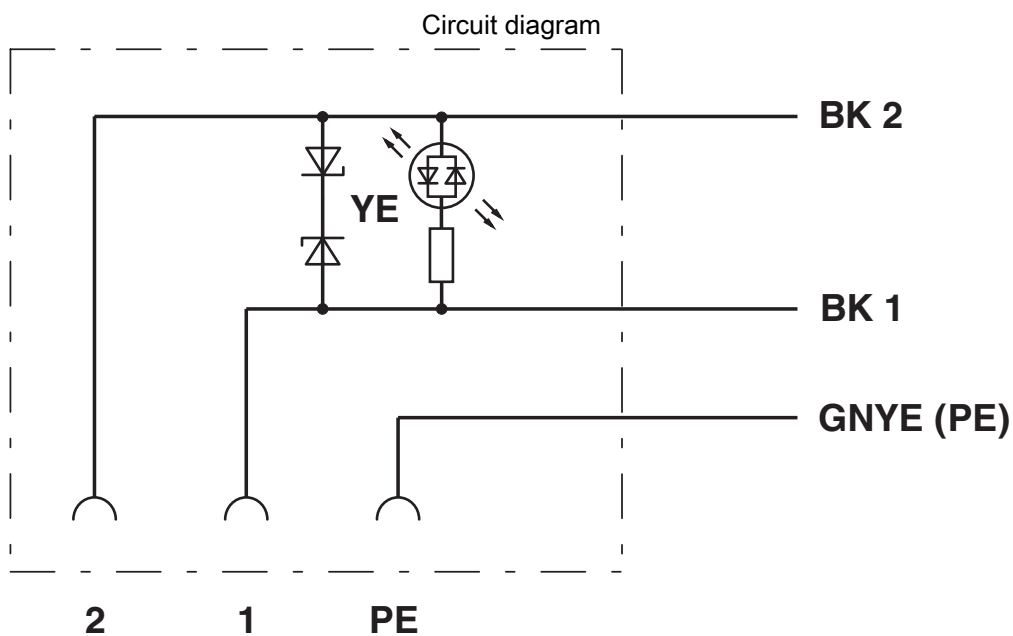 Circuit diagram
BK 2
YE
BK 1
GNYE (PE)
2 1 PE